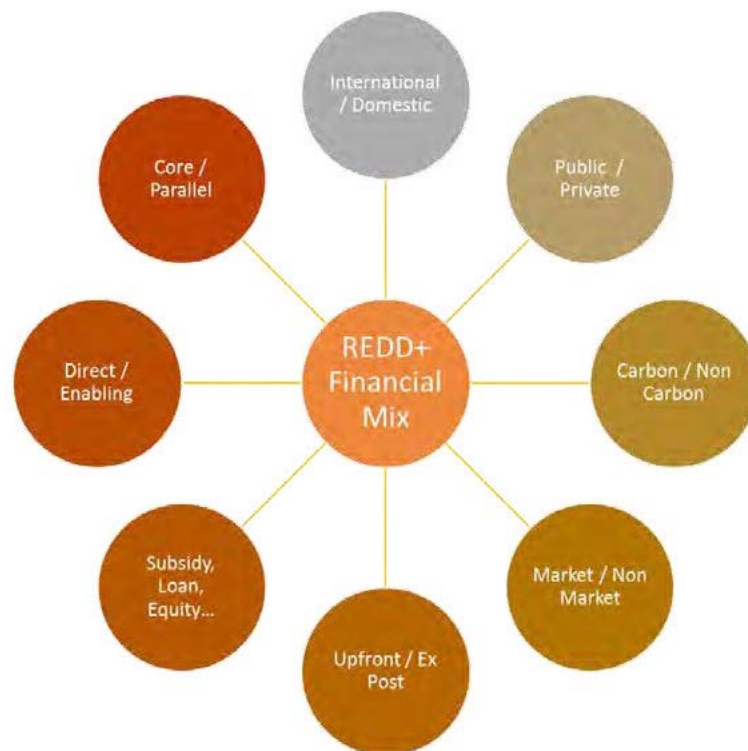 International
/ Domestic
Public / 
Private
Carbon / Non
Carbon
Market / Non
Market
Upfront / Ex
Post
Subsidy,
Loan,
Equity...
Direct /
Enabling
Core /
Parallel
REDD+
Financial
Mix